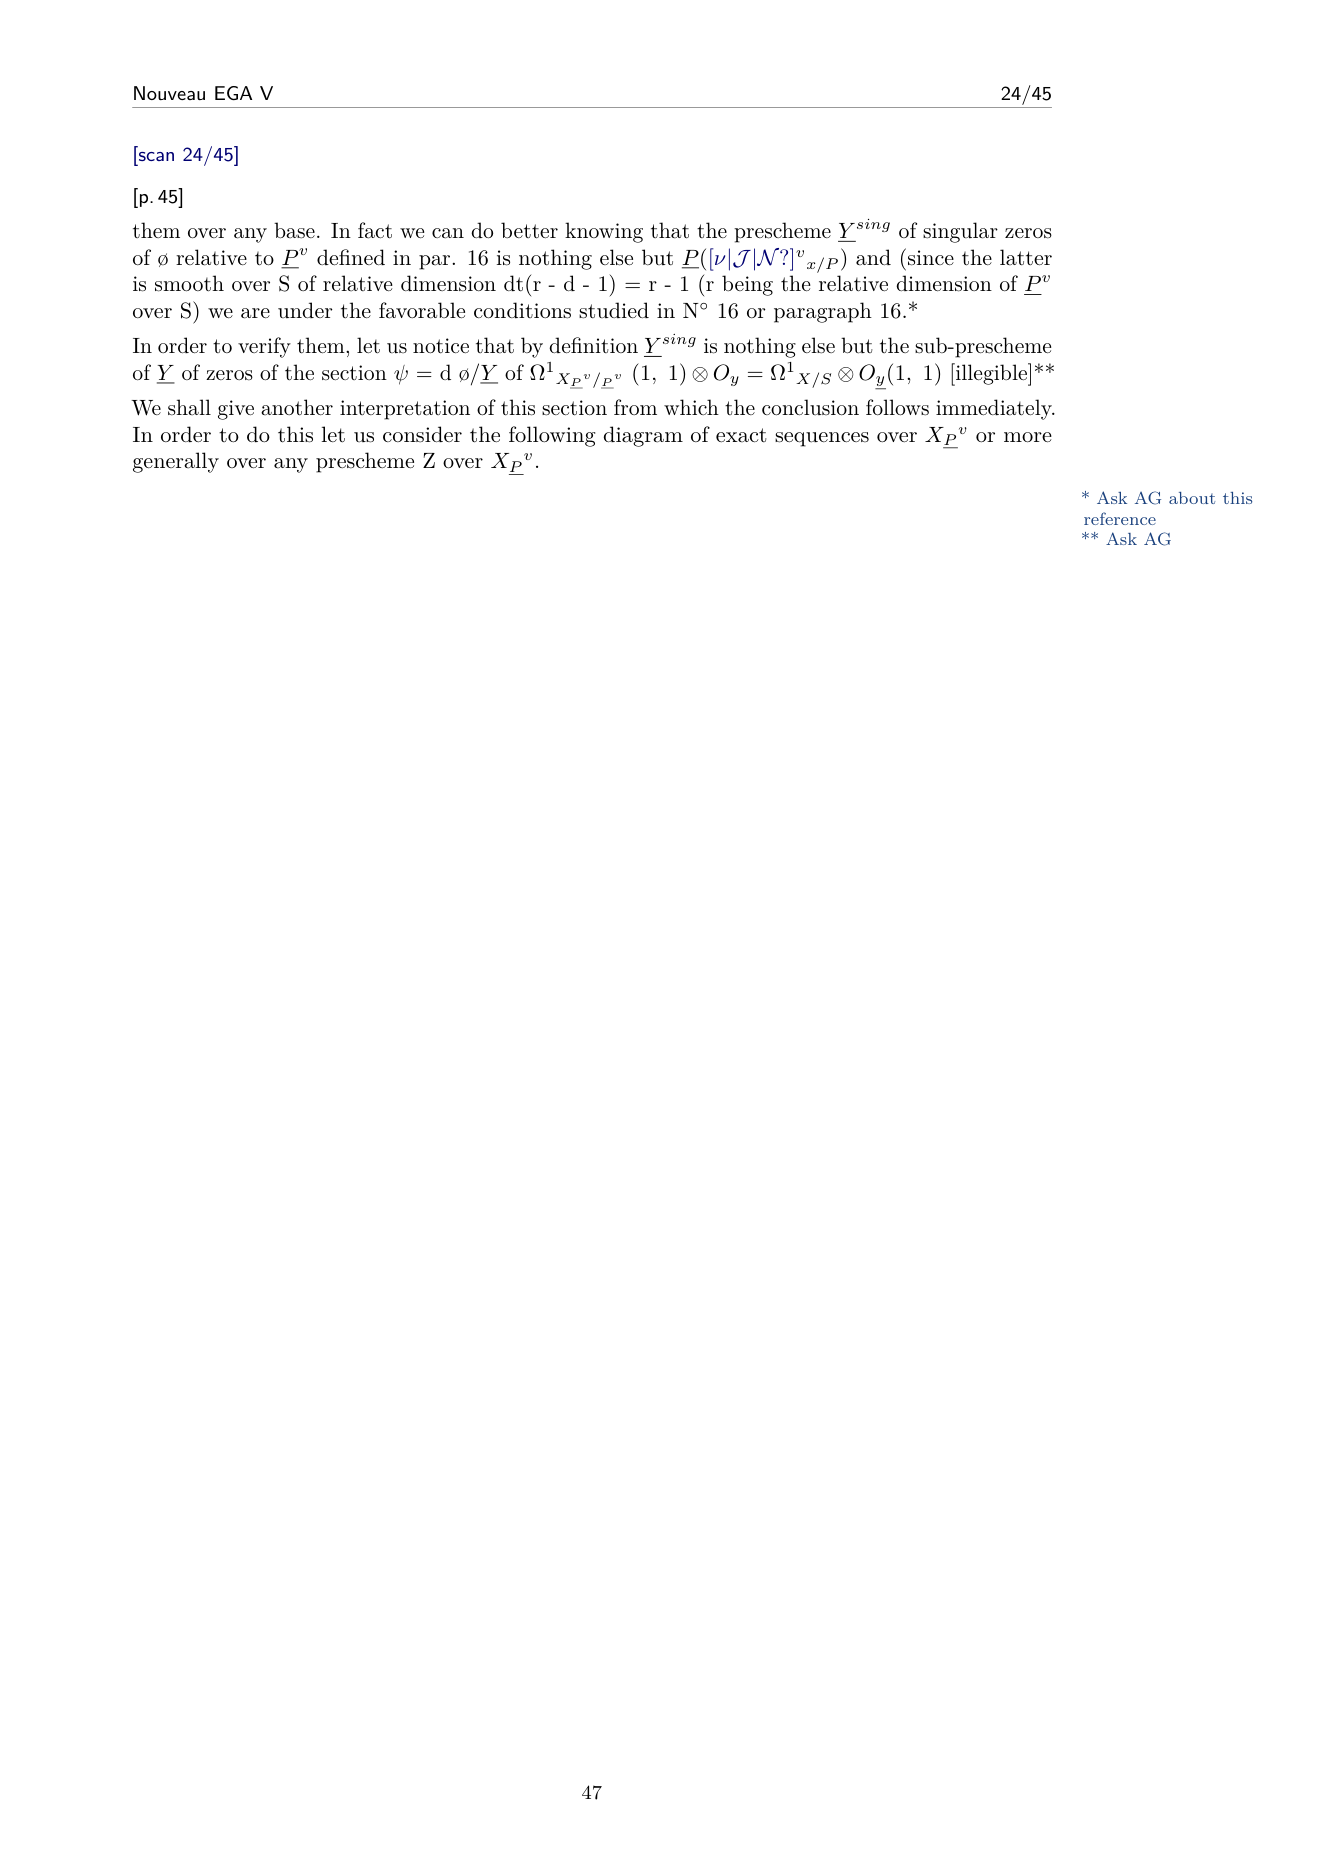 Nouveau EGA V 24/45
[scan 24/45]
[p. 45]
them over any base. In fact we can do better knowing that the prescheme Y^{sing} of singular zeros
of ø relative to P^v defined in par. 16 is nothing else but P([ν|𝒥|𝒩?]^v_{x/P}) and (since the latter
is smooth over S of relative dimension dt(r - d - 1) = r - 1 (r being the relative dimension of P^v
over S) we are under the favorable conditions studied in N° 16 or paragraph 16.*
In order to verify them, let us notice that by definition Y^{sing} is nothing else but the sub-prescheme
of Y of zeros of the section ψ = d ø/Y of Ω^1_{X_{P^v}/P^v} (1, 1) ⊗ O_y = Ω^1_{X/S} ⊗ O_y(1, 1) [illegible]**
We shall give another interpretation of this section from which the conclusion follows immediately.
In order to do this let us consider the following diagram of exact sequences over X_{P^v} or more
generally over any prescheme Z over X_{P^v}.
* Ask AG about this
reference
** Ask AG
47